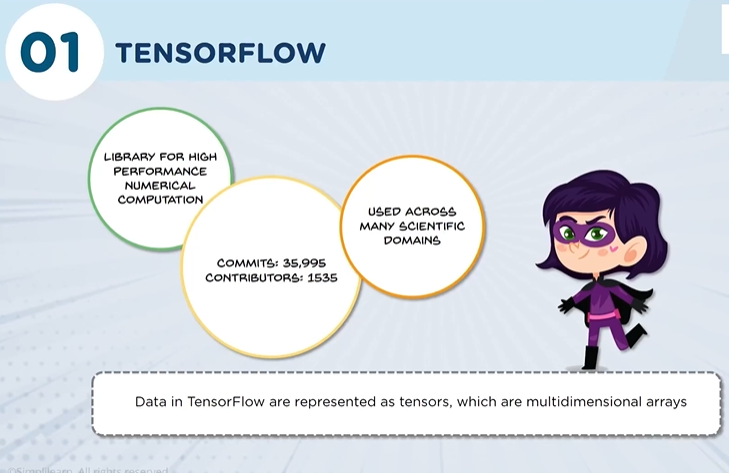 01
TENSORFLOW
LIBRARY FOR HIGH
PERFORMANCE
NUMERICAL
COMPUTATION
COMMITS: 35,995
CONTRIBUTORS: 1535
USED ACROSS
MANY SCIENTIFIC
DOMAINS
Data in TensorFlow are represented as tensors, which are multidimensional arrays
©Simplilearn. All rights reserved